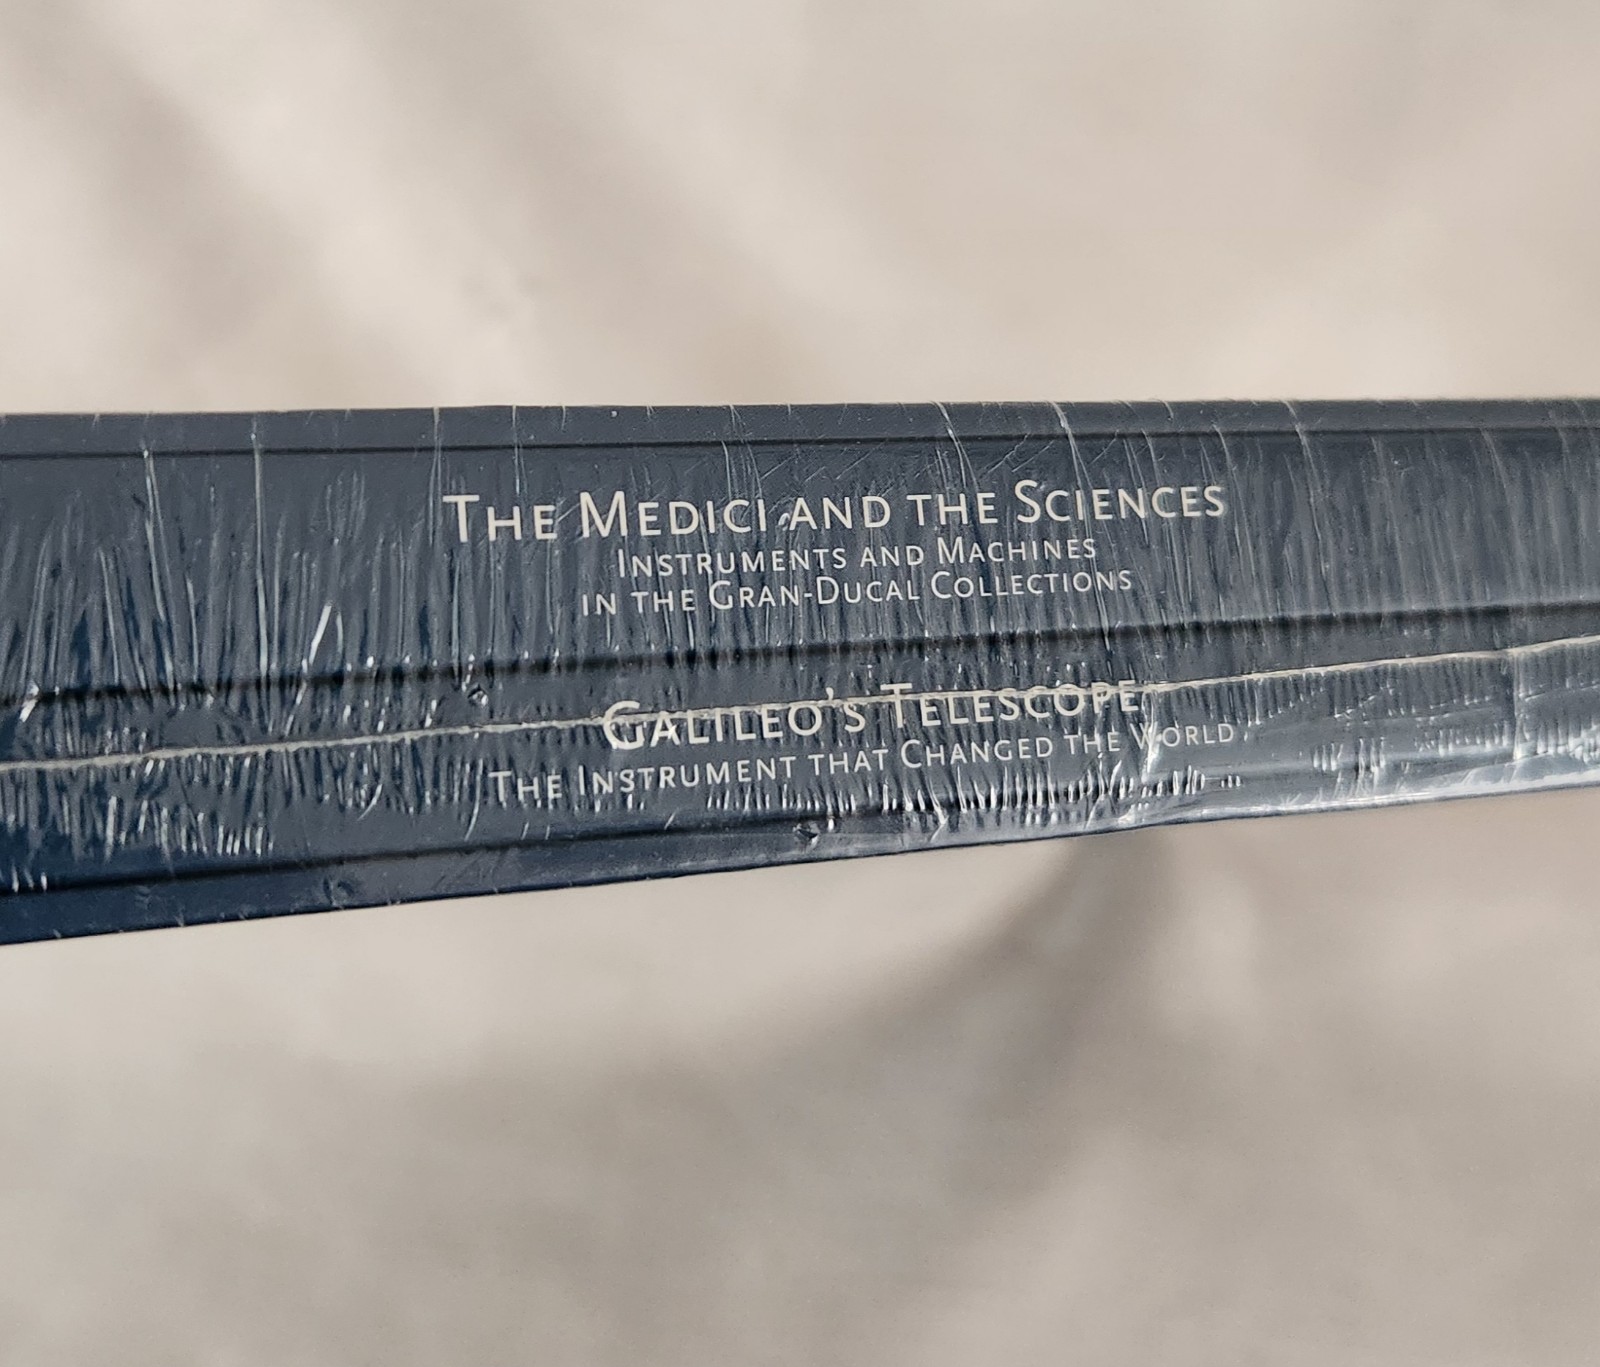 The Medici and the Sciences
Instruments and Machines
in the Gran-Ducal Collections
Galileo's Telescope
The Instrument that Changed the World